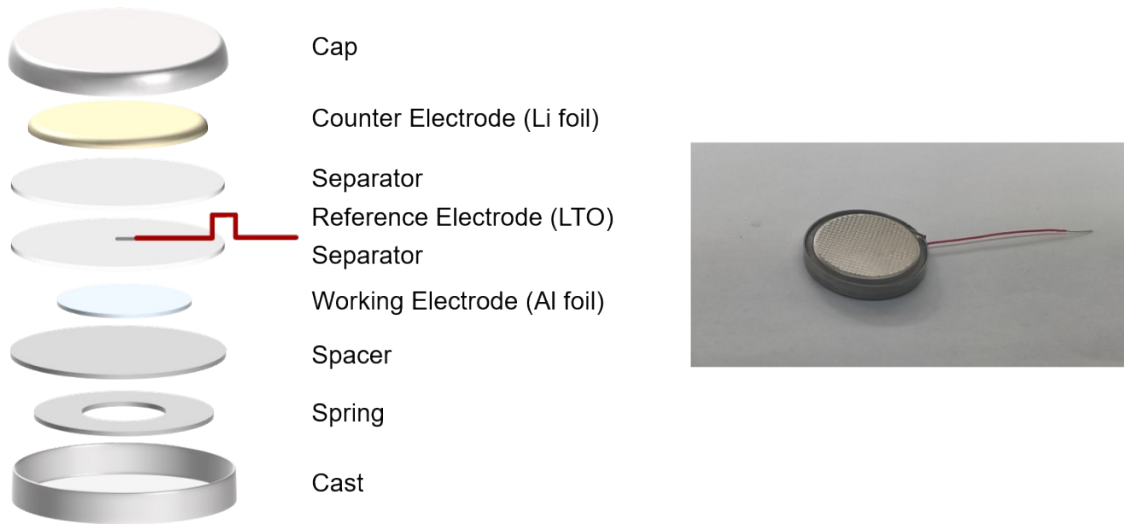 Cap
Counter Electrode (Li foil)
Separator
Reference Electrode (LTO)
Separator
Working Electrode (Al foil)
Spacer
Spring
Cast